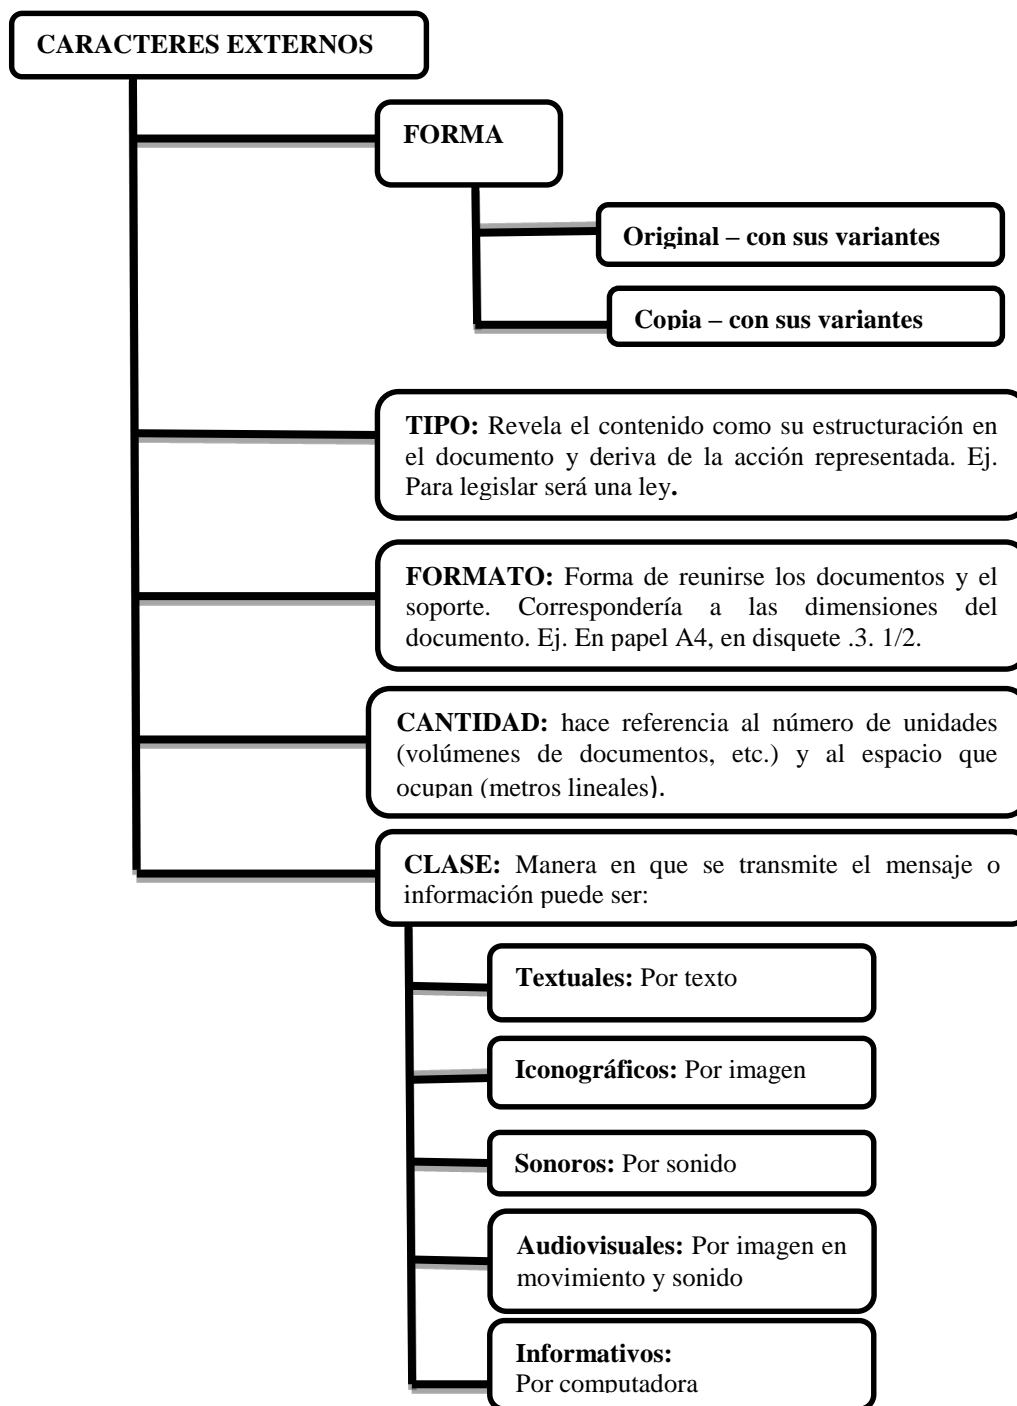 CARACTERES EXTERNOS
FORMA
Original – con sus variantes
Copia – con sus variantes
TIPO: Revela el contenido como su estructuración en
el documento y deriva de la acción representada. Ej.
Para legislar será una ley.
FORMATO: Forma de reunirse los documentos y el
soporte. Correspondería a las dimensiones del
documento. Ej. En papel A4, en disquete .3. 1/2.
CANTIDAD: hace referencia al número de unidades
(volúmenes de documentos, etc.) y al espacio que
ocupan (metros lineales).
CLASE: Manera en que se transmite el mensaje o
información puede ser:
Textuales: Por texto
Iconográficos: Por imagen
Sonoros: Por sonido
Audiovisuales: Por imagen en
movimiento y sonido
Informativos:
Por computadora